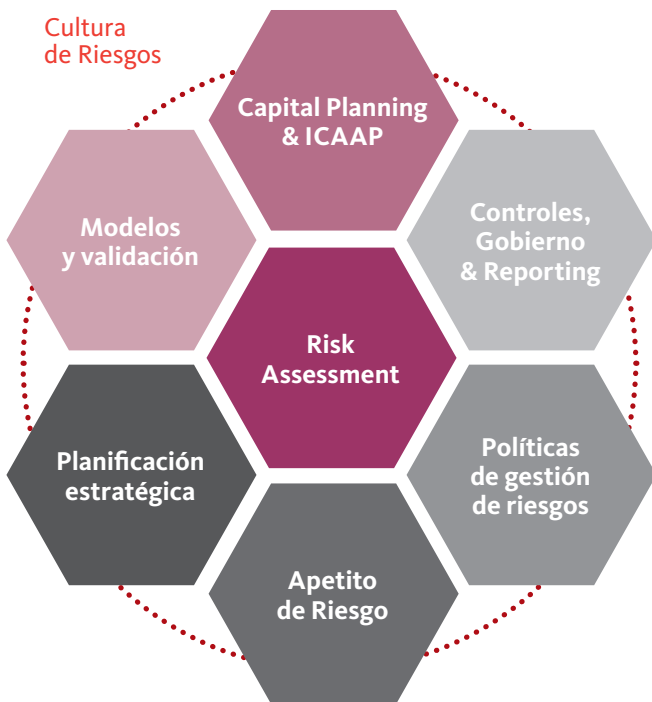 Cultura
de Riesgos
Capital Planning
& ICAAP
Modelos
y validación
Controles,
Gobierno
& Reporting
Risk
Assessment
Planificación
estratégica
Políticas
de gestión
de riesgos
Apetito
de Riesgo